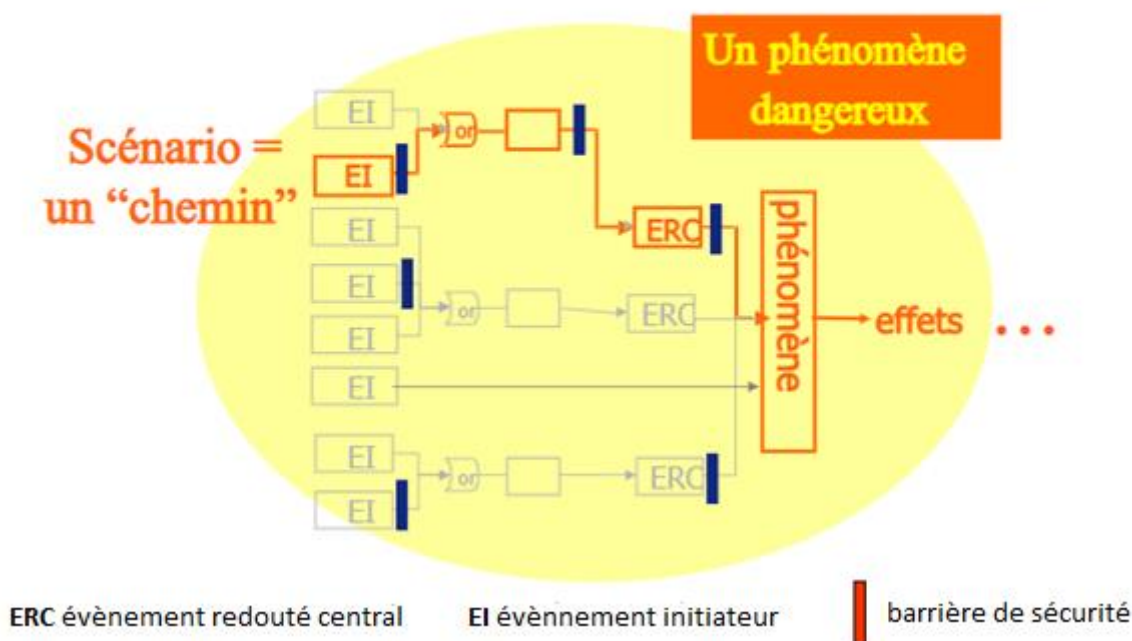 Un phénomène
dangereux
Scénario =
un “chemin”
EI
or
EI
ERC
EI
EI
or
ERC
EI
EI
phénomène
effets ...
EI
or
ERC
EI
ERC évènement redouté central
EI évènnement initiateur
barrière de sécurité